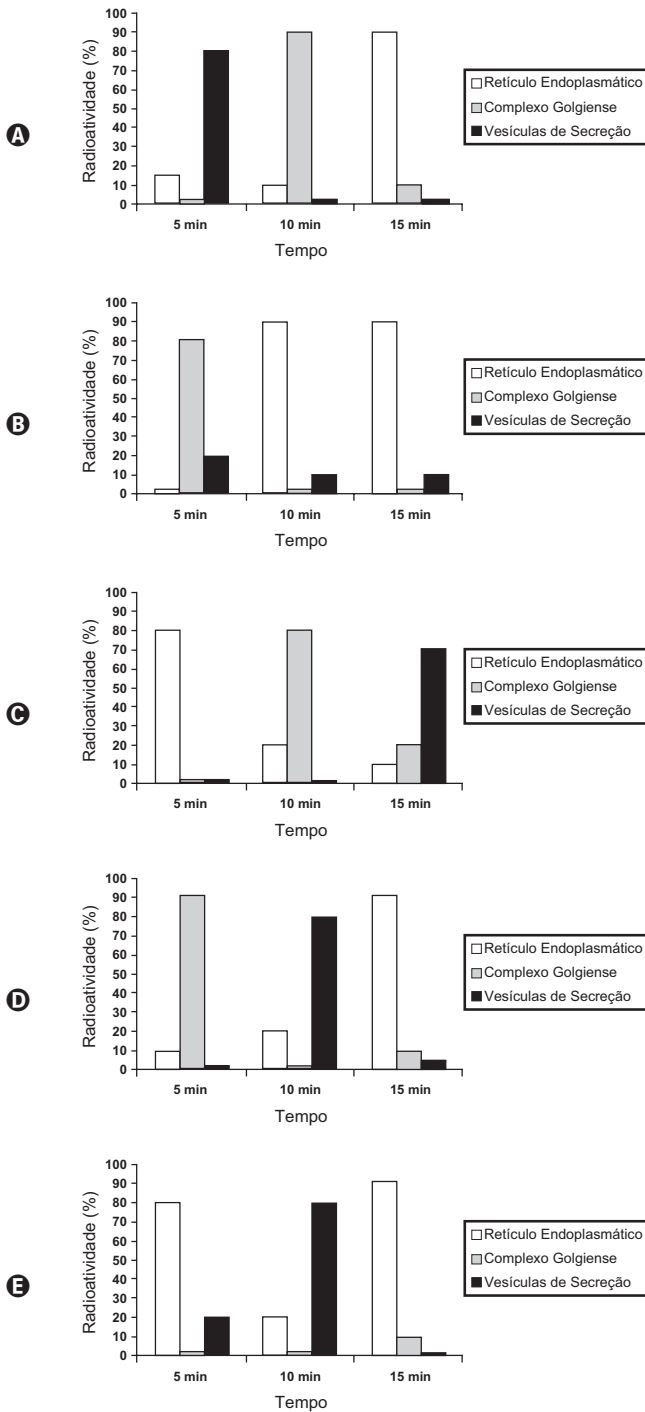 A
Radioatividade (%)
100
90
80
70
60
50
40
30
20
10
0
5 min 10 min 15 min
Tempo
Retículo Endoplasmático
Complexo Golgiense
Vesículas de Secreção
B
Radioatividade (%)
100
90
80
70
60
50
40
30
20
10
0
5 min 10 min 15 min
Tempo
Retículo Endoplasmático
Complexo Golgiense
Vesículas de Secreção
C
Radioatividade (%)
100
90
80
70
60
50
40
30
20
10
0
5 min 10 min 15 min
Tempo
Retículo Endoplasmático
Complexo Golgiense
Vesículas de Secreção
D
Radioatividade (%)
100
90
80
70
60
50
40
30
20
10
0
5 min 10 min 15 min
Tempo
Retículo Endoplasmático
Complexo Golgiense
Vesículas de Secreção
E
Radioatividade (%)
100
90
80
70
60
50
40
30
20
10
0
5 min 10 min 15 min
Tempo
Retículo Endoplasmático
Complexo Golgiense
Vesículas de Secreção